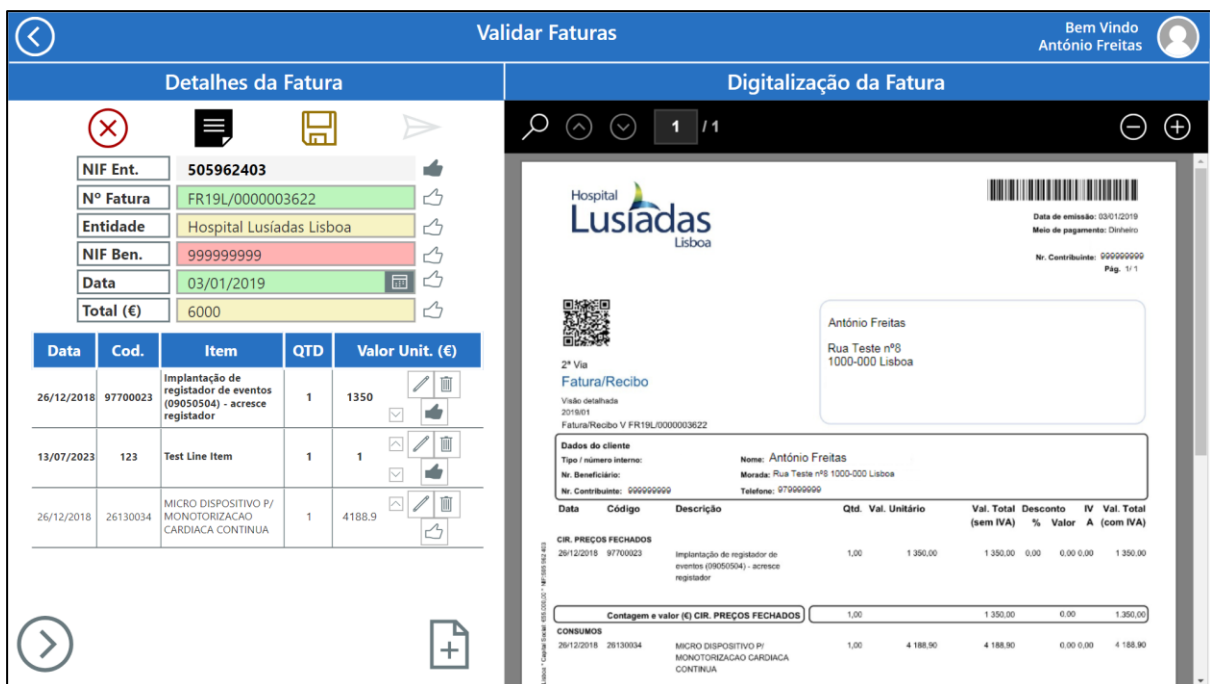 Validar Faturas
Bem Vindo
António Freitas
Detalhes da Fatura
Digitalização da Fatura
1 / 1
NIF Ent. 505962403
Nº Fatura FR19L/0000003622
Entidade Hospital Lusíadas Lisboa
NIF Ben. 999999999
Data 03/01/2019
Total (€) 6000
Data Cod. Item QTD Valor Unit. (€)
26/12/2018 97700023 Implantação de registador de eventos (09050504) - acresce registador 1 1350
13/07/2023 123 Test Line Item 1 1
26/12/2018 26130034 MICRO DISPOSITIVO P/ MONOTORIZACAO CARDIACA CONTINUA 1 4188.9
Hospital
Lusíadas
Lisboa
Data de emissão: 03/01/2019
Meio de pagamento: Dinheiro
Nr. Contribuinte: 999999999
Pág. 1/ 1
António Freitas
Rua Teste nº8
1000-000 Lisboa
2ª Via
Fatura/Recibo
Visão detalhada
2019/01
Fatura/Recibo V FR19L/0000003622
Dados do cliente
Tipo / número interno: Nome: António Freitas
Nr. Beneficiário: Morada: Rua Teste nº8 1000-000 Lisboa
Nr. Contribuinte: 999999999 Telefone: 979999999
Data Código Descrição Qtd. Val. Unitário Val. Total Desconto IV Val. Total
(sem IVA) % Valor A (com IVA)
CIR. PREÇOS FECHADOS
26/12/2018 97700023 Implantação de registador de 1,00 1 350,00 1 350,00 0,00 0,00 0,00 1 350,00
eventos (09050504) - acresce
registador
Contagem e valor (€) CIR. PREÇOS FECHADOS 1,00 1 350,00 0,00 1.350,00
CONSUMOS
26/12/2018 26130034 MICRO DISPOSITIVO P/ 1,00 4 188,90 4 188,90 0,00 0,00 4 188,90
MONOTORIZACAO CARDIACA
CONTINUA